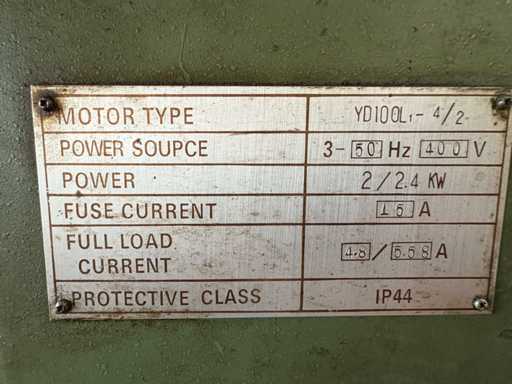 MOTOR TYPE YD100L1- 4/2
POWER SOUPCE 3- 50 Hz 400 V
POWER 2/2.4 KW
FUSE CURRENT 15 A
FULL LOAD
CURRENT 4.8/5.58 A
PROTECTIVE CLASS IP44